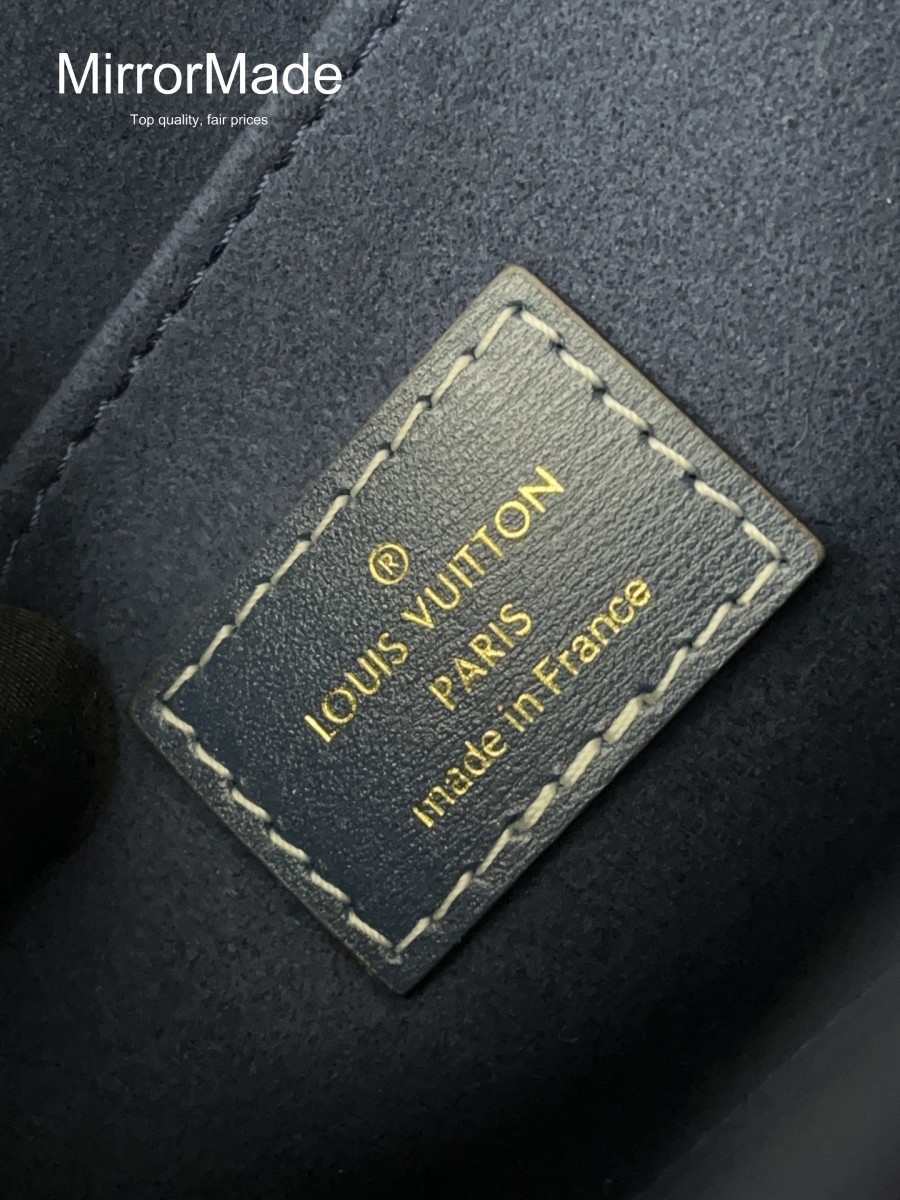 MirrorMade
Top quality, fair prices
®
LOUIS VUITTON
PARIS
made in France